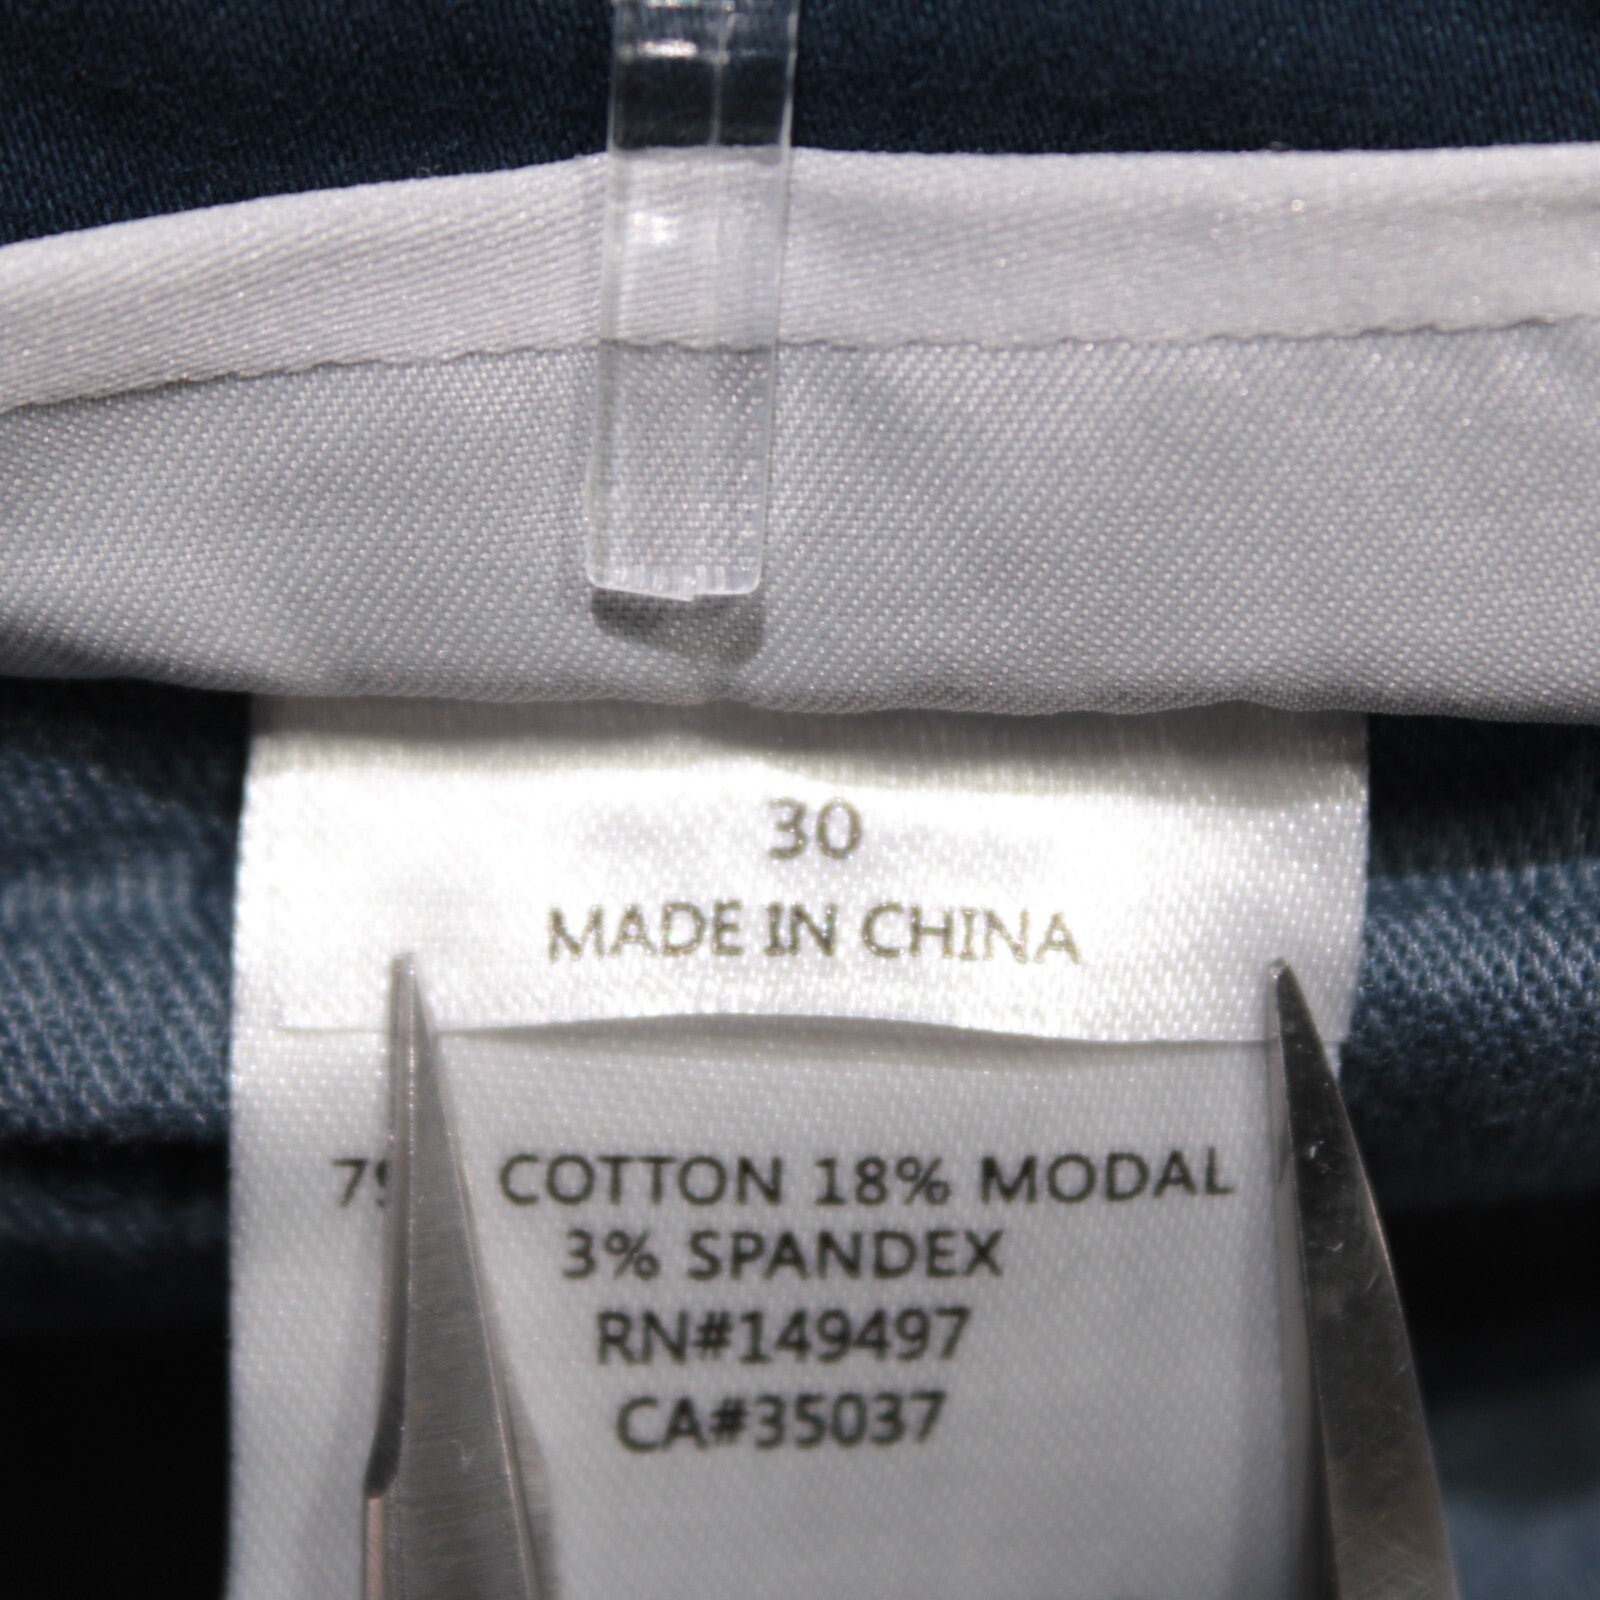 30
MADE IN CHINA
COTTON 18% MODAL
3% SPANDEX
RN#149497
CA#35037